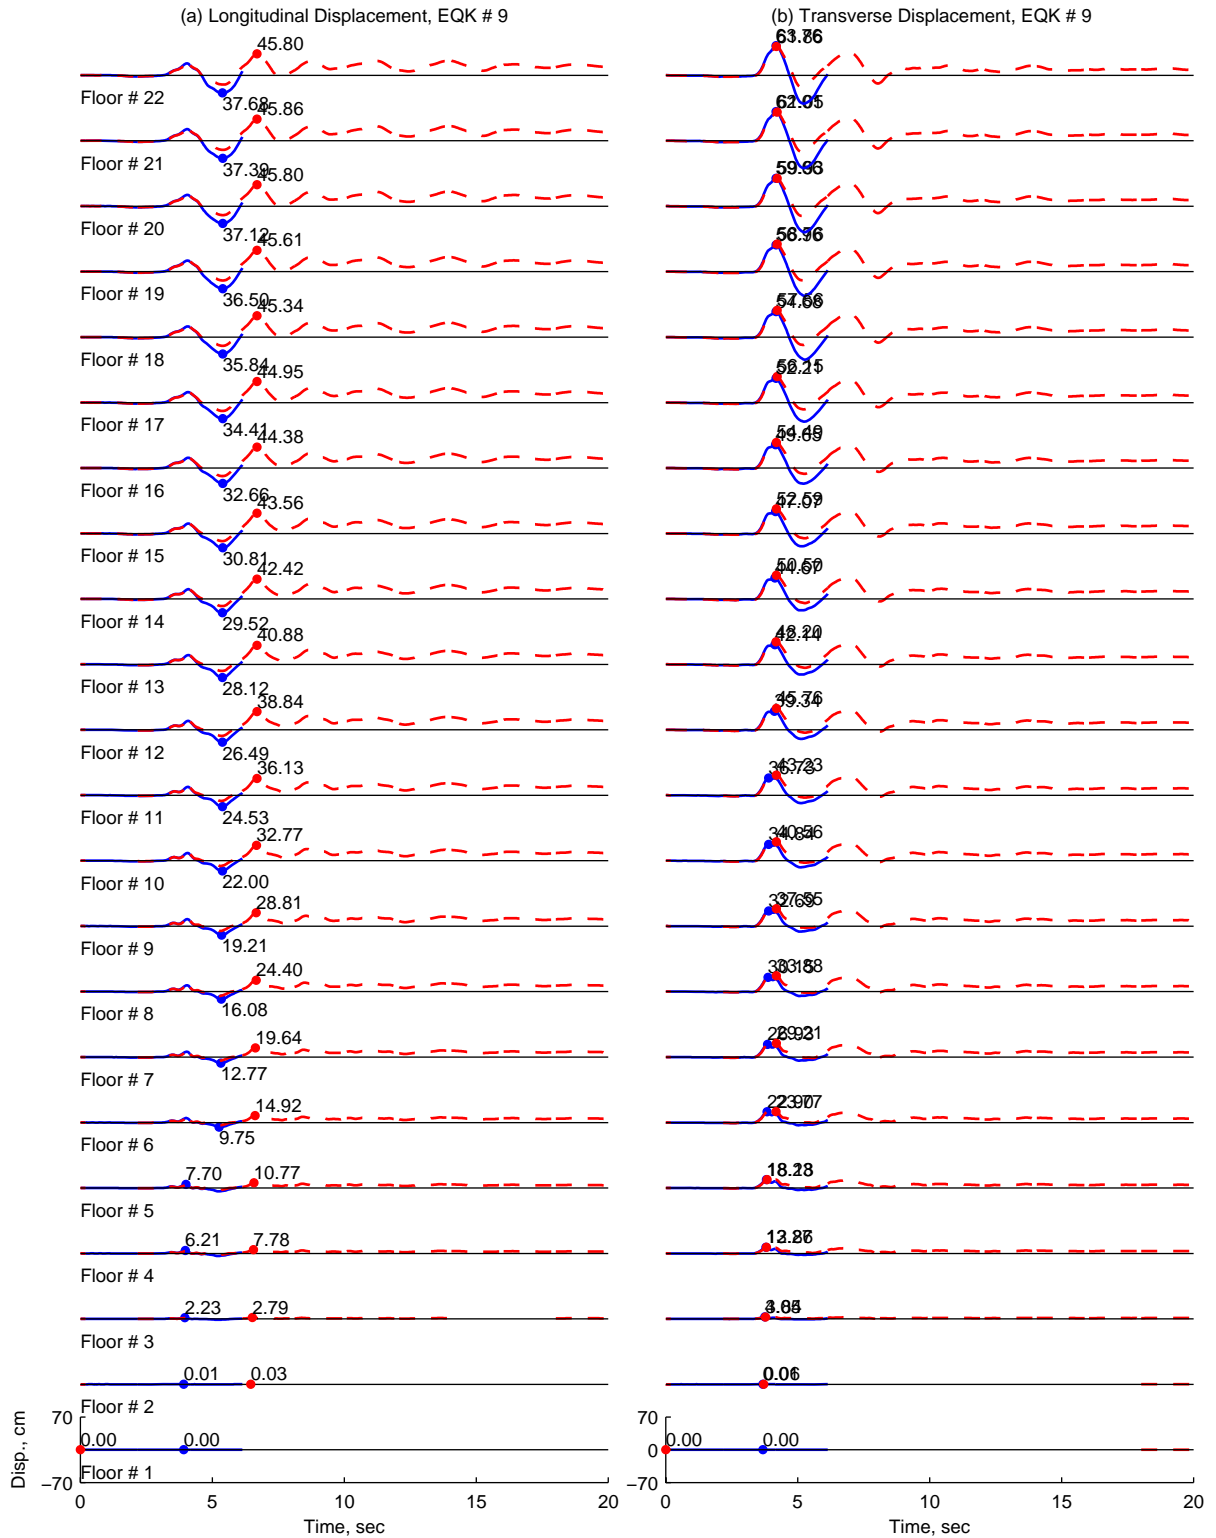 (a) Longitudinal Displacement, EQK # 9
45.80
Floor # 22
37.68
45.86
Floor # 21
37.39
45.80
Floor # 20
37.12
45.61
Floor # 19
36.50
45.34
Floor # 18
35.84
44.95
Floor # 17
34.41
44.38
Floor # 16
32.66
43.56
Floor # 15
30.81
42.42
Floor # 14
29.52
40.88
Floor # 13
28.12
38.84
Floor # 12
26.49
36.13
Floor # 11
24.53
32.77
Floor # 10
22.00
28.81
Floor # 9
19.21
24.40
Floor # 8
16.08
19.64
Floor # 7
12.77
14.92
Floor # 6
9.75
7.70 10.77
Floor # 5
6.21 7.78
Floor # 4
2.23 2.79
Floor # 3
0.01 0.03
Floor # 2
70
0.00 0.00
Floor # 1
−70
Disp., cm
0 5 10 15 20
Time, sec
(b) Transverse Displacement, EQK # 9
0.00 0.00
70
0
−70
0 5 10 15 20
Time, sec